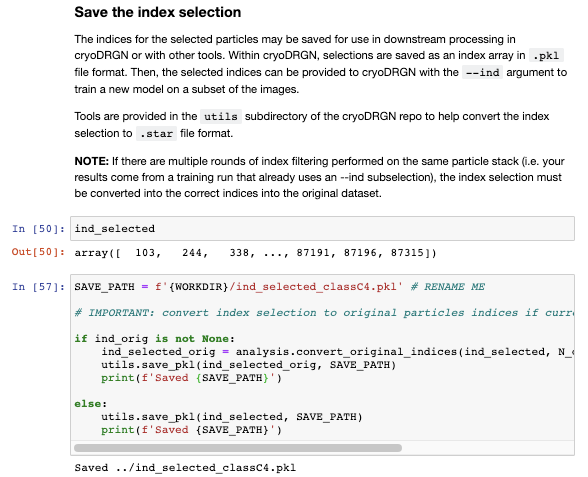 Save the index selection
The indices for the selected particles may be saved for use in downstream processing in
cryoDRGN or with other tools. Within cryoDRGN, selections are saved as an index array in .pkl
file format. Then, the selected indices can be provided to cryoDRGN with the --ind argument to
train a new model on a subset of the images.
Tools are provided in the utils subdirectory of the cryoDRGN repo to help convert the index
selection to .star file format.
NOTE: If there are multiple rounds of index filtering performed on the same particle stack (i.e. your
results come from a training run that already uses an --ind subselection), the index selection must
be converted into the correct indices into the original dataset.
In [50]: ind_selected
Out[50]: array([  103,   244,   338, ..., 87191, 87196, 87315])
In [57]: SAVE_PATH = f'{WORKDIR}/ind_selected_classC4.pkl' # RENAME ME
# IMPORTANT: convert index selection to original particles indices if curr
if ind_orig is not None:
    ind_selected_orig = analysis.convert_original_indices(ind_selected, N_
    utils.save_pkl(ind_selected_orig, SAVE_PATH)
    print(f'Saved {SAVE_PATH}')
else:
    utils.save_pkl(ind_selected, SAVE_PATH)
    print(f'Saved {SAVE_PATH}')
Saved ../ind_selected_classC4.pkl